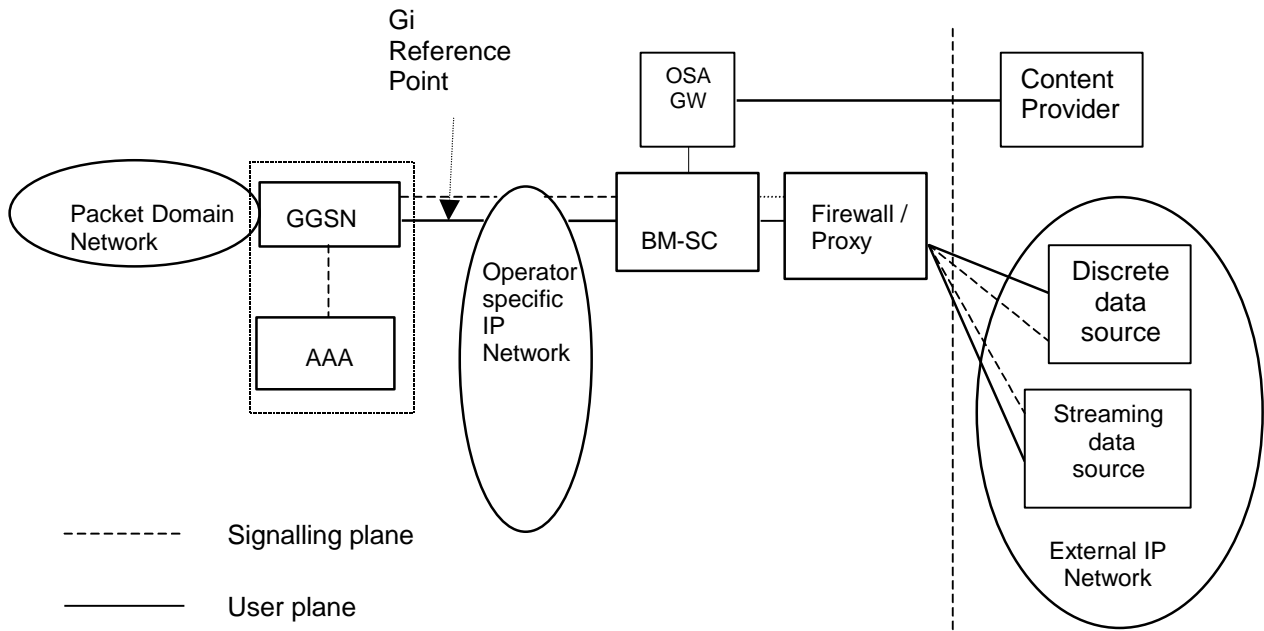 Gi
Reference
Point
OSA
GW
Content
Provider
Packet Domain
Network
GGSN
BM-SC
Firewall /
Proxy
AAA
Operator
specific
IP
Network
Discrete
data
source
Streaming
data
source
External IP
Network
Signalling plane
User plane